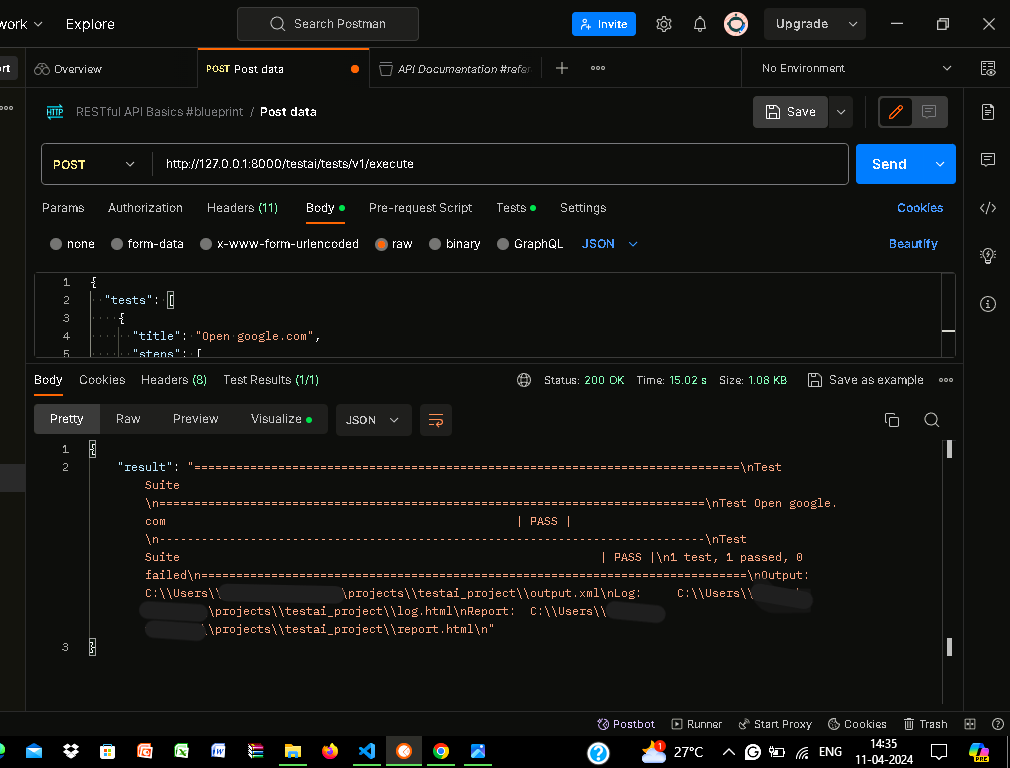 work Explore Search Postman Invite Upgrade
rt Overview POST Post data API Documentation #refer No Environment
RESTful API Basics #blueprint / Post data Save
POST http://127.0.0.1:8000/testai/tests/v1/execute Send
Params Authorization Headers (11) Body Pre-request Script Tests Settings Cookies
none form-data x-www-form-urlencoded raw binary GraphQL JSON Beautify
1 {
2 "tests": [
3 {
4 "title": "Open google.com",
5 "steps": [
Body Cookies Headers (8) Test Results (1/1) Status: 200 OK Time: 15.02 s Size: 1.08 KB Save as example
Pretty Raw Preview Visualize JSON
1 {
2 "result": "==============================================================================\nTest
Suite
\n==============================================================================\nTest Open google.
com | PASS |
\n------------------------------------------------------------------------------\nTest
Suite | PASS |\n1 test, 1 passed, 0
failed\n==============================================================================\nOutput:
C:\\Users\\ \projects\\testai_project\\output.xml\nLog: C:\\Users\\
\\projects\\testai_project\\log.html\nReport: C:\\Users\\
\\projects\\testai_project\\report.html\n"
3 }
Postbot Runner Start Proxy Cookies Trash
1 27°C ENG 14:35
11-04-2024
PRE